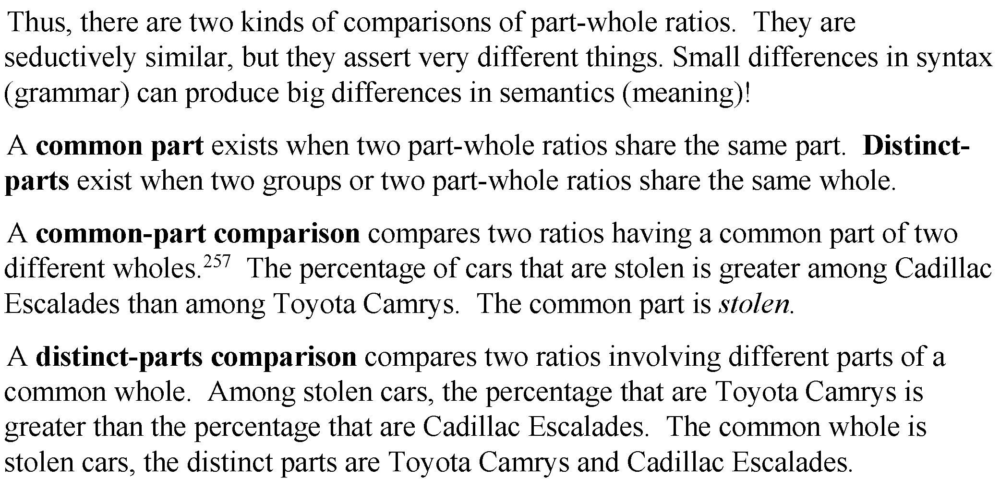 Thus, there are two kinds of comparisons of part-whole ratios.  They are
seductively similar, but they assert very different things. Small differences in syntax
(grammar) can produce big differences in semantics (meaning)!
A common part exists when two part-whole ratios share the same part.  Distinct-
parts exist when two groups or two part-whole ratios share the same whole.
A common-part comparison compares two ratios having a common part of two
different wholes.257  The percentage of cars that are stolen is greater among Cadillac
Escalades than among Toyota Camrys.  The common part is stolen.
A distinct-parts comparison compares two ratios involving different parts of a
common whole.  Among stolen cars, the percentage that are Toyota Camrys is
greater than the percentage that are Cadillac Escalades.  The common whole is
stolen cars, the distinct parts are Toyota Camrys and Cadillac Escalades.